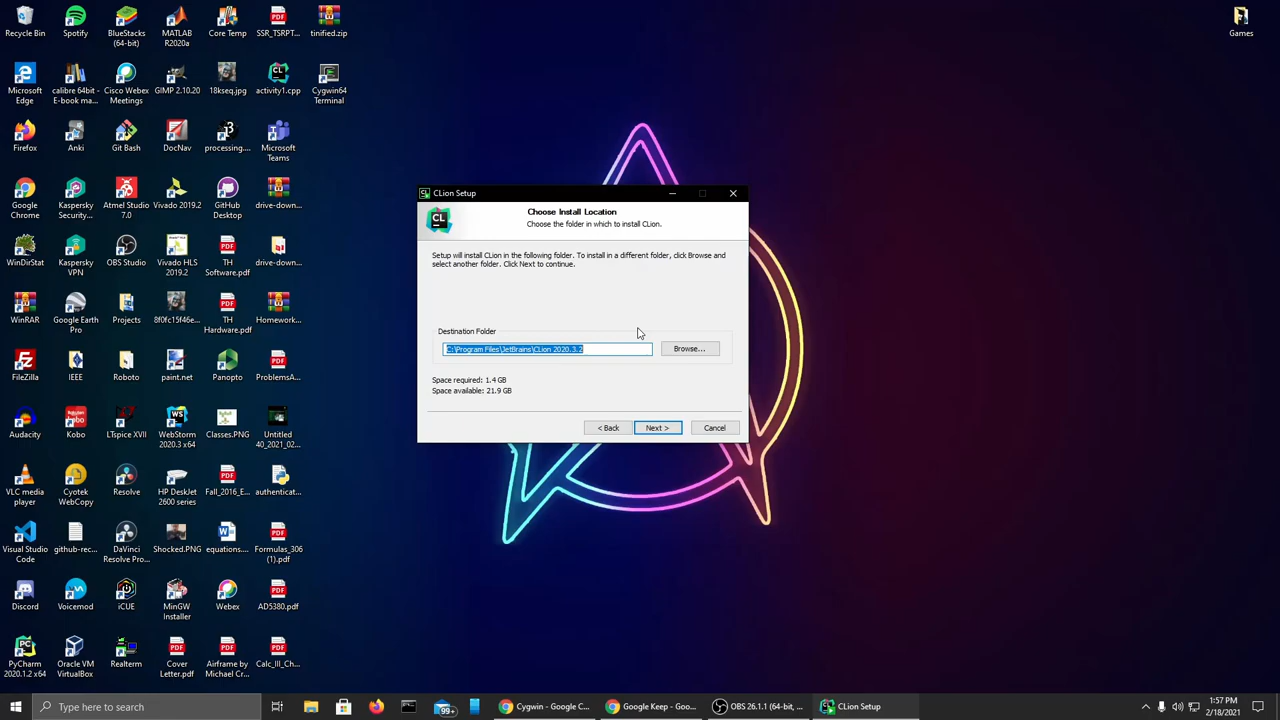 Recycle Bin
Spotify
BlueStacks
(64-bit)
MATLAB
R2020a
Core Temp
SSR_TSRPT...
tinified.zip
Games
Microsoft
Edge
calibre 64bit -
E-book ma...
Cisco Webex
Meetings
GIMP 2.10.20
18kseq.jpg
activity1.cpp
Cygwin64
Terminal
Firefox
Anki
Git Bash
DocNav
processing....
Microsoft
Teams
Google
Chrome
Kaspersky
Security...
Atmel Studio
7.0
Vivado 2019.2
GitHub
Desktop
drive-down...
WinDirStat
Kaspersky
VPN
OBS Studio
Vivado HLS
2019.2
TH
Software.pdf
drive-down...
WinRAR
Google Earth
Pro
Projects
8f0fc15f46e...
TH
Hardware.pdf
Homework...
FileZilla
IEEE
Roboto
paint.net
Panopto
ProblemsA...
Audacity
Kobo
LTspice XVII
WebStorm
2020.3 x64
Classes.PNG
Untitled
40_2021_02...
VLC media
player
Cyotek
WebCopy
Resolve
HP DeskJet
2600 series
Fall_2016_E...
authenticat...
Visual Studio
Code
github-rec...
DaVinci
Resolve Pro...
Shocked.PNG
equations....
Formulas_306
(1).pdf
Discord
Voicemod
iCUE
MinGW
Installer
Webex
AD5380.pdf
PyCharm
2020.1.2 x64
Oracle VM
VirtualBox
Realterm
Cover
Letter.pdf
Airframe by
Michael Cr...
Calc_III_Ch...
CLion Setup
Choose Install Location
Choose the folder in which to install CLion.
Setup will install CLion in the following folder. To install in a different folder, click Browse and
select another folder. Click Next to continue.
Destination Folder
C:\Program Files\JetBrains\CLion 2020.3.2
Browse...
Space required: 1.4 GB
Space available: 21.9 GB
< Back
Next >
Cancel
Type here to search
99+
Cygwin - Google C...
Google Keep - Goo...
OBS 26.1.1 (64-bit, ...
CLion Setup
1:57 PM
2/18/2021